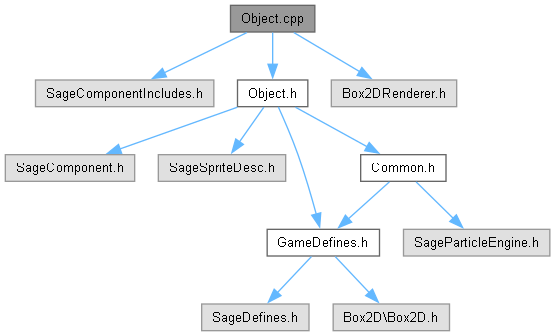 Object.cpp
SageComponentIncludes.h
Object.h
Box2DRenderer.h
SageComponent.h
SageSpriteDesc.h
Common.h
GameDefines.h
SageParticleEngine.h
SageDefines.h
Box2D\Box2D.h